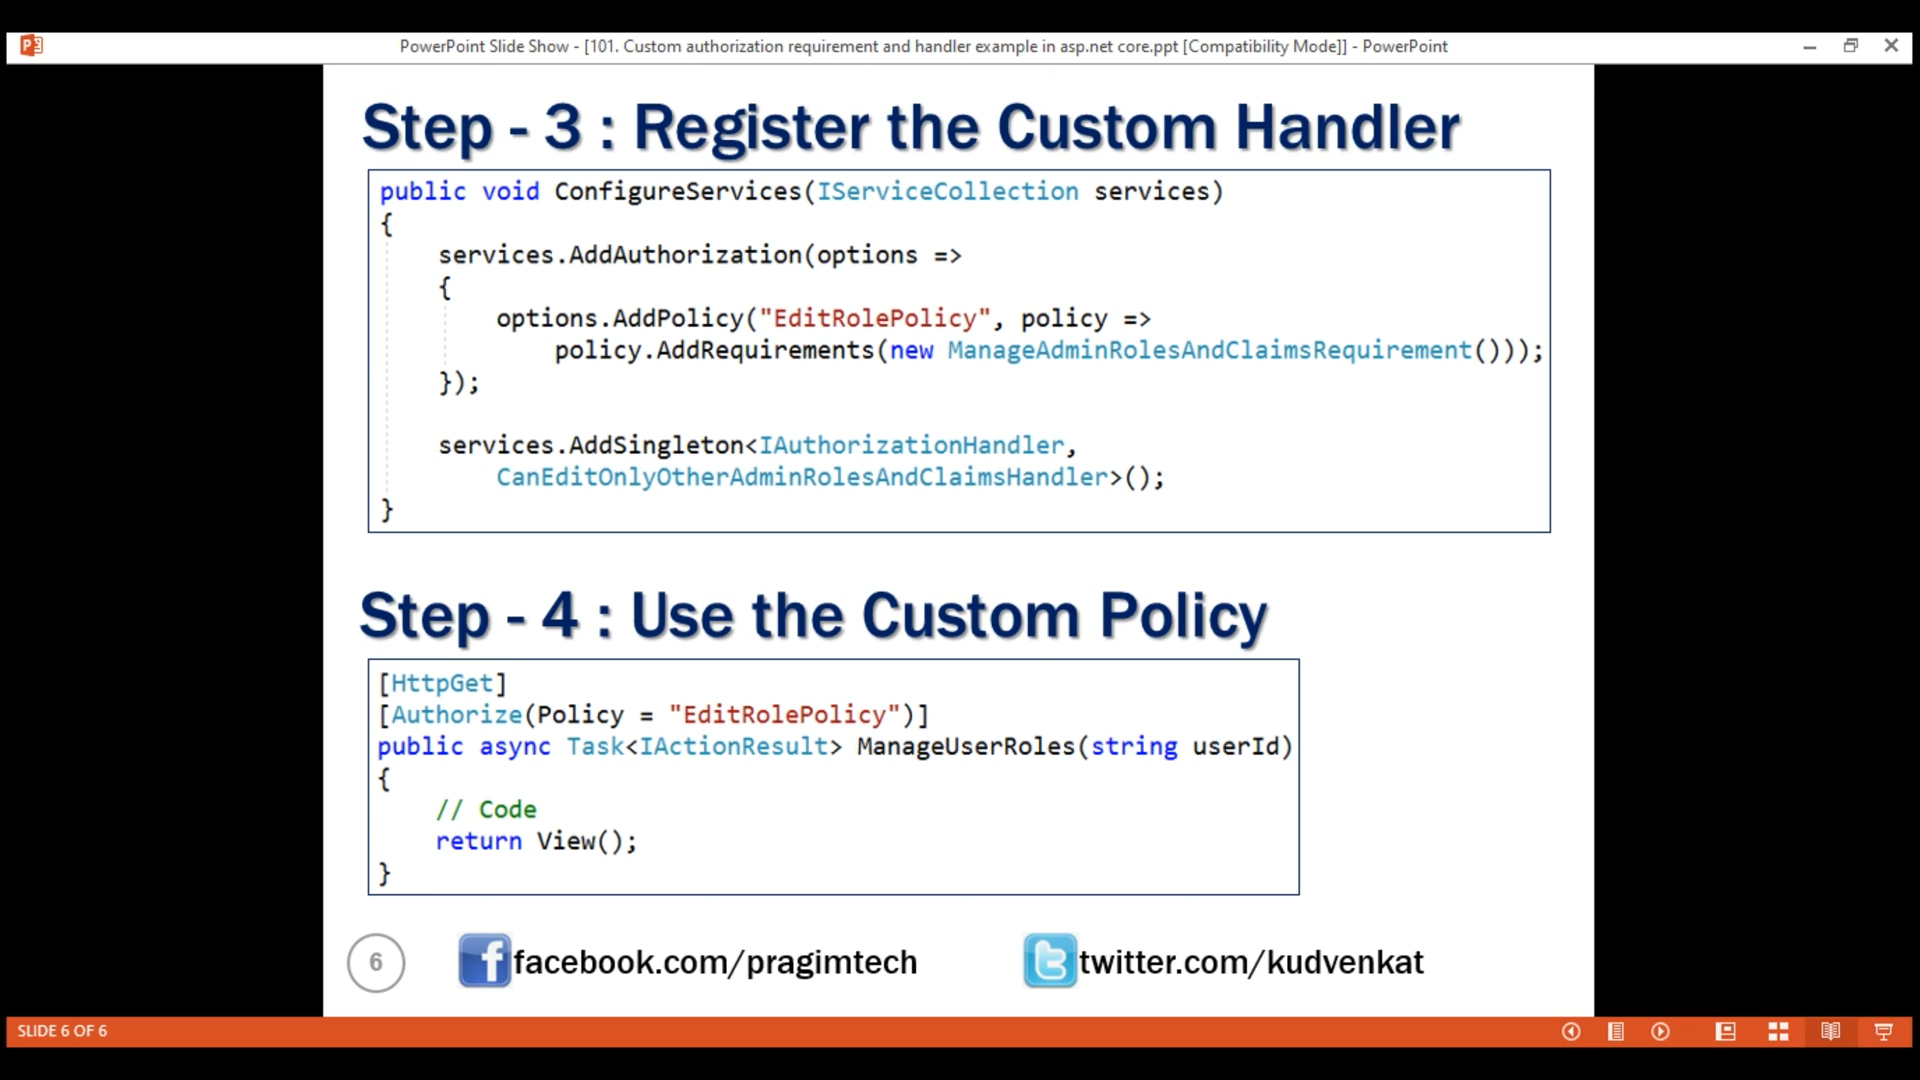 PowerPoint Slide Show - [101. Custom authorization requirement and handler example in asp.net core.ppt [Compatibility Mode]] - PowerPoint
Step - 3 : Register the Custom Handler
public void ConfigureServices(IServiceCollection services)
{
    services.AddAuthorization(options =>
    {
        options.AddPolicy("EditRolePolicy", policy =>
            policy.AddRequirements(new ManageAdminRolesAndClaimsRequirement()));
    });
    services.AddSingleton<IAuthorizationHandler,
        CanEditOnlyOtherAdminRolesAndClaimsHandler>();
}
Step - 4 : Use the Custom Policy
[HttpGet]
[Authorize(Policy = "EditRolePolicy")]
public async Task<IActionResult> ManageUserRoles(string userId)
{
    // Code
    return View();
}
6 facebook.com/pragimtech twitter.com/kudvenkat
SLIDE 6 OF 6